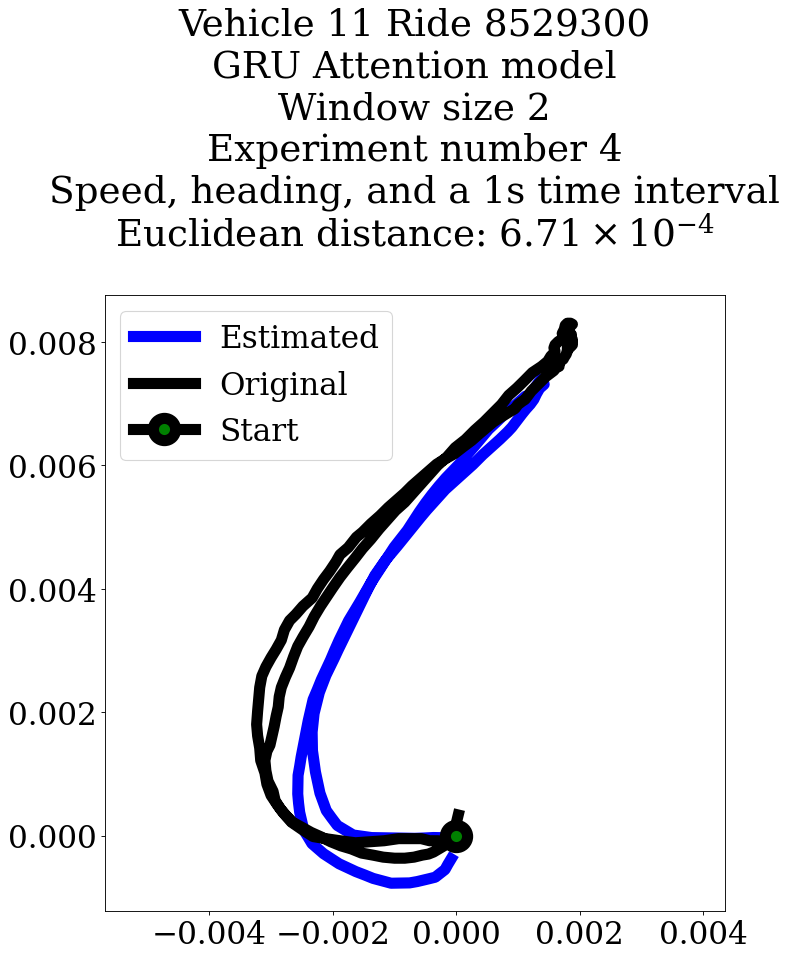 Vehicle 11 Ride 8529300
GRU Attention model
Window size 2
Experiment number 4
Speed, heading, and a 1s time interval
Euclidean distance: 6.71 × 10⁻⁴
Estimated
Original
Start
0.008
0.006
0.004
0.002
0.000
−0.004 −0.002 0.000 0.002 0.004